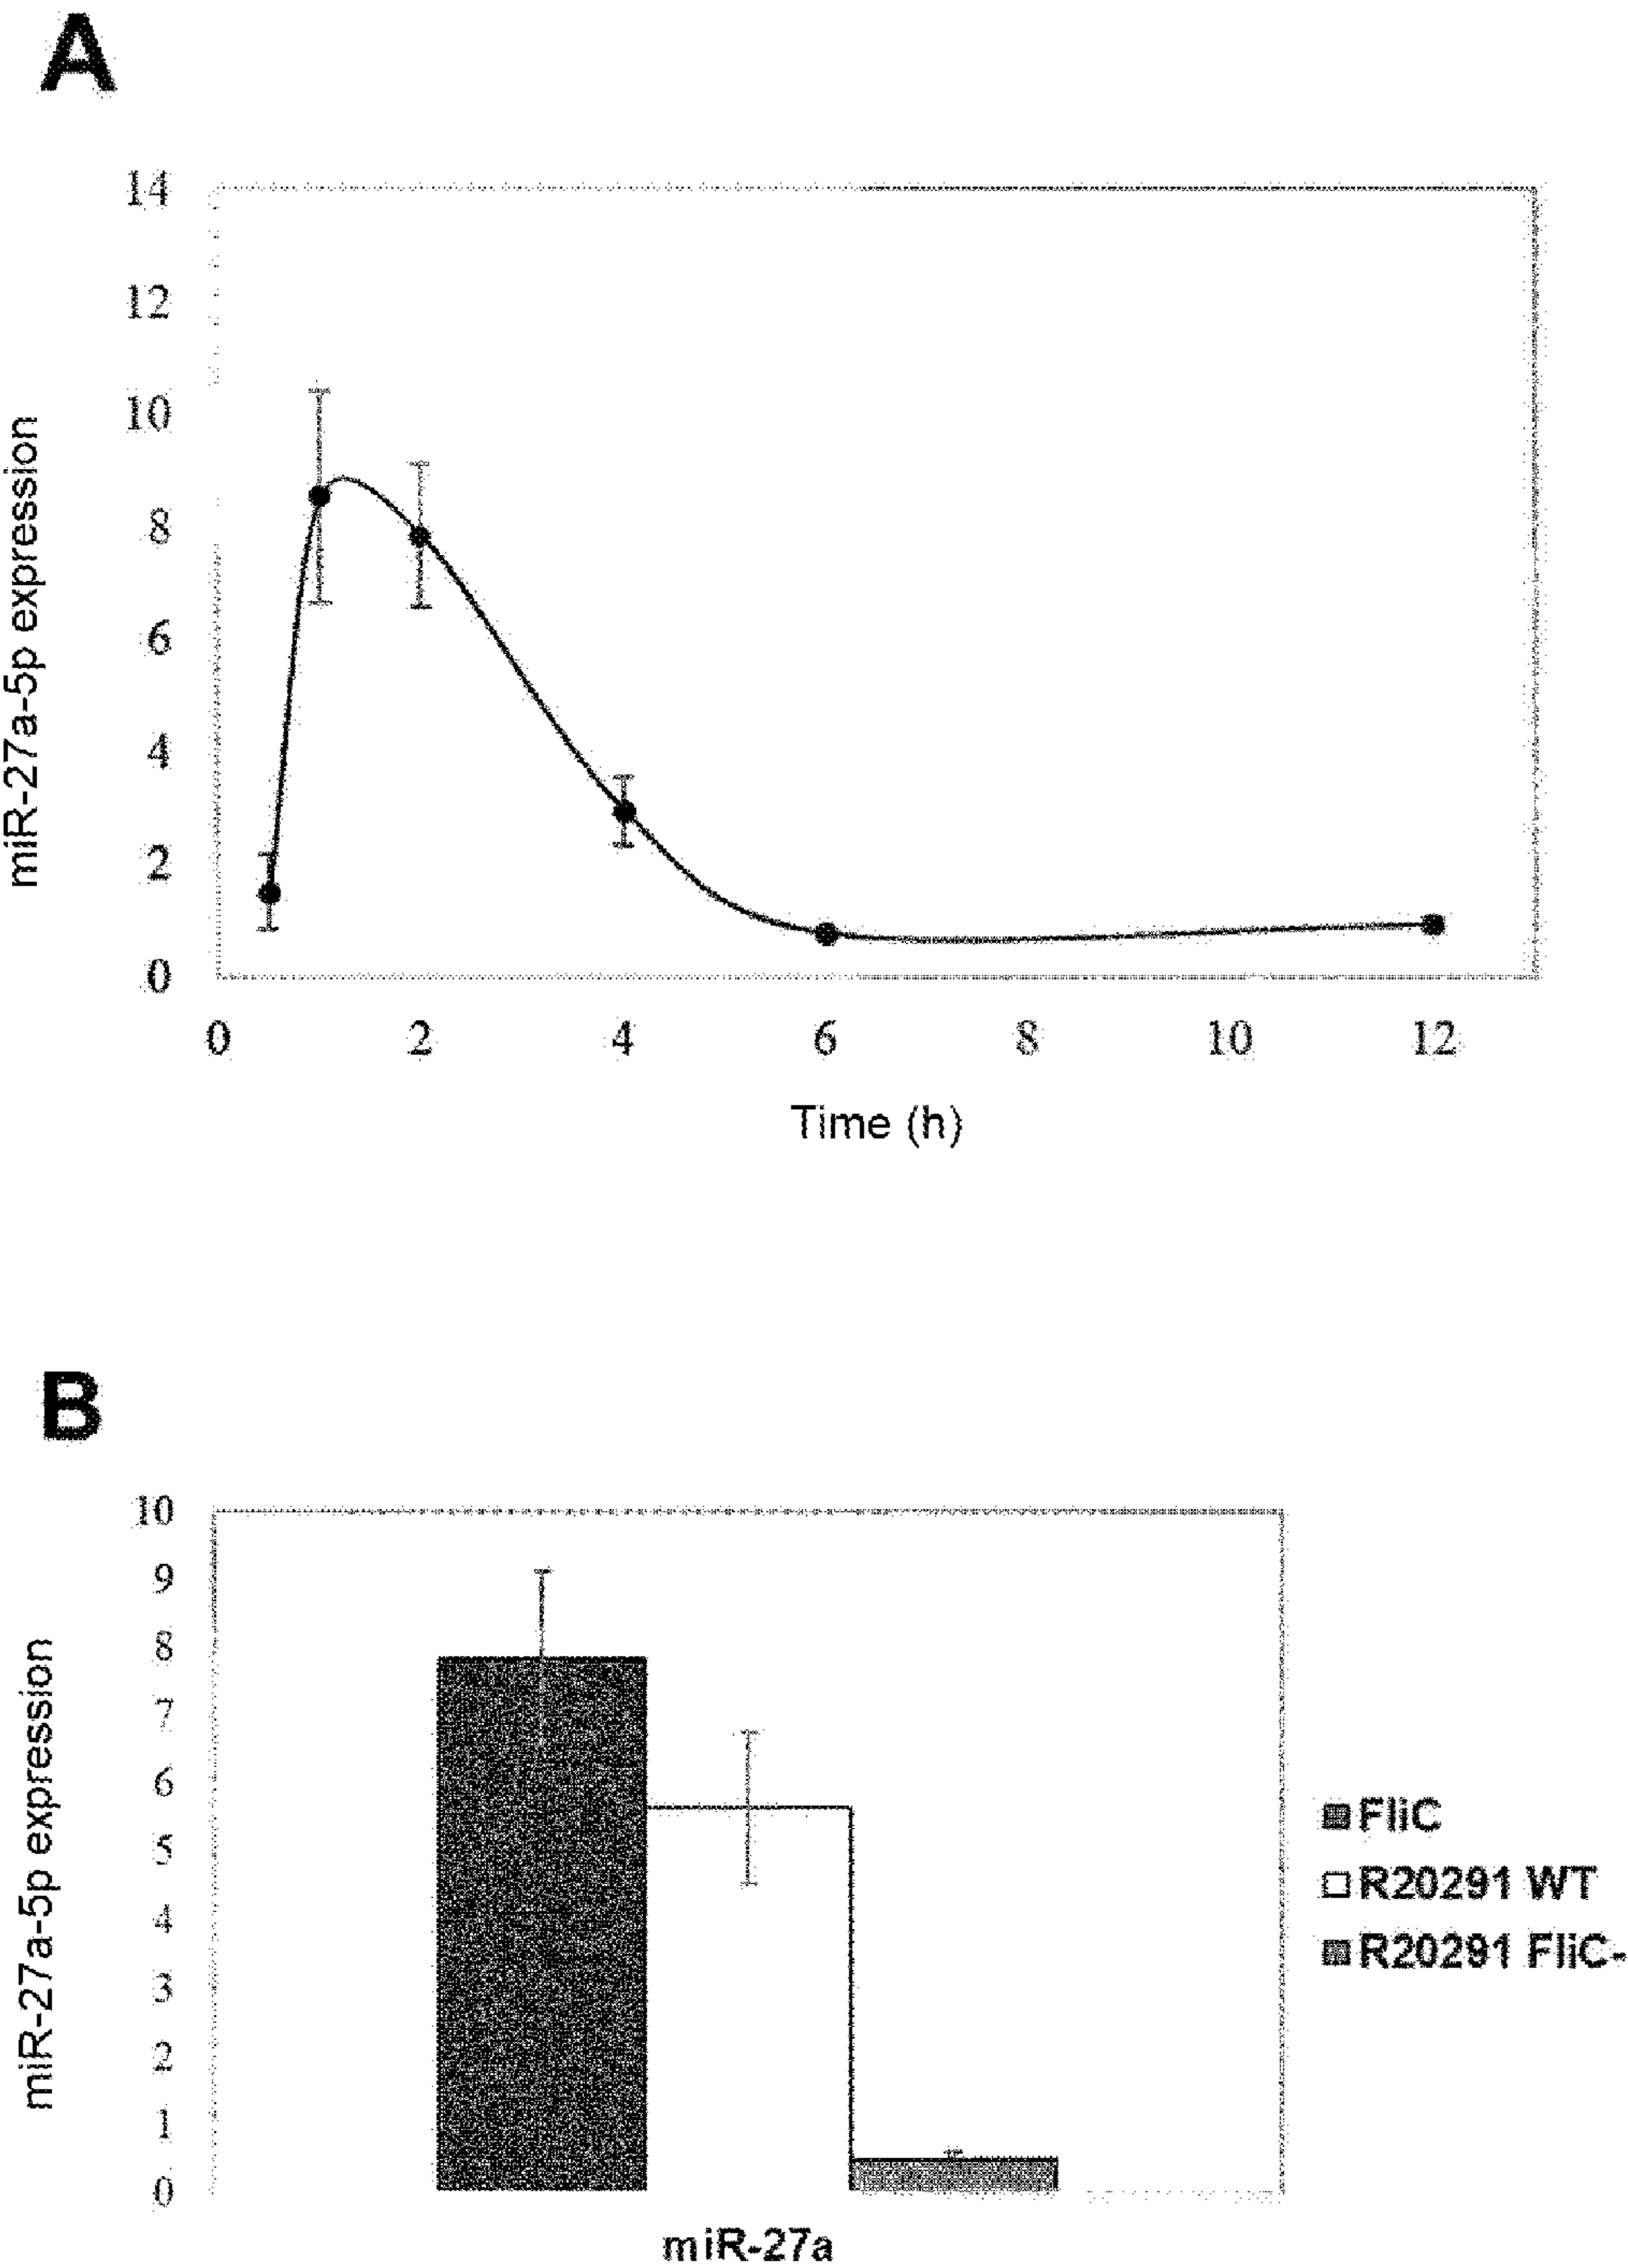 A
14
12
10
8
6
4
2
0
miR-27a-5p expression
0 2 4 6 8 10 12
Time (h)
B
10
9
8
7
6
5
4
3
2
1
0
miR-27a-5p expression
miR-27a
FliC
R20291 WT
R20291 FliC-